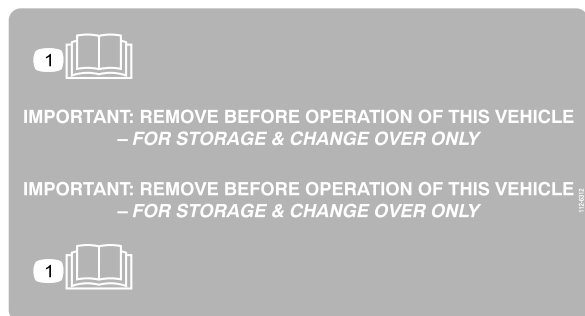 1
IMPORTANT: REMOVE BEFORE OPERATION OF THIS VEHICLE
– FOR STORAGE & CHANGE OVER ONLY
IMPORTANT: REMOVE BEFORE OPERATION OF THIS VEHICLE
– FOR STORAGE & CHANGE OVER ONLY
1